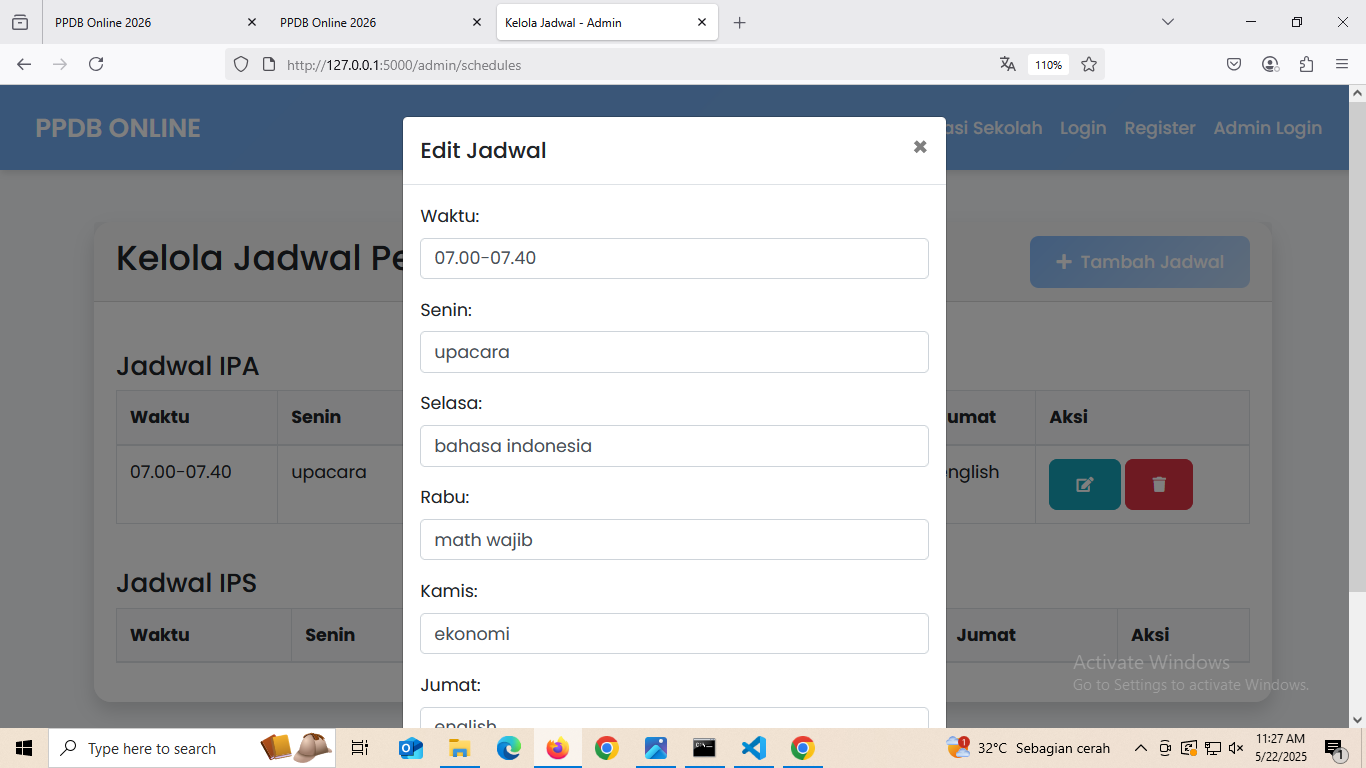 PPDB Online 2026
PPDB Online 2026
Kelola Jadwal - Admin
http://127.0.0.1:5000/admin/schedules
110%
PPDB ONLINE
asi Sekolah
Login
Register
Admin Login
Edit Jadwal
Waktu:
07.00-07.40
Senin:
upacara
Selasa:
bahasa indonesia
Rabu:
math wajib
Kamis:
ekonomi
Jumat:
english
Kelola Jadwal Pe
Tambah Jadwal
Jadwal IPA
Waktu Senin umat Aksi
07.00-07.40 upacara english
Jadwal IPS
Waktu Senin Jumat Aksi
Activate Windows
Go to Settings to activate Windows.
Type here to search
1
32°C Sebagian cerah
11:27 AM
5/22/2025
1